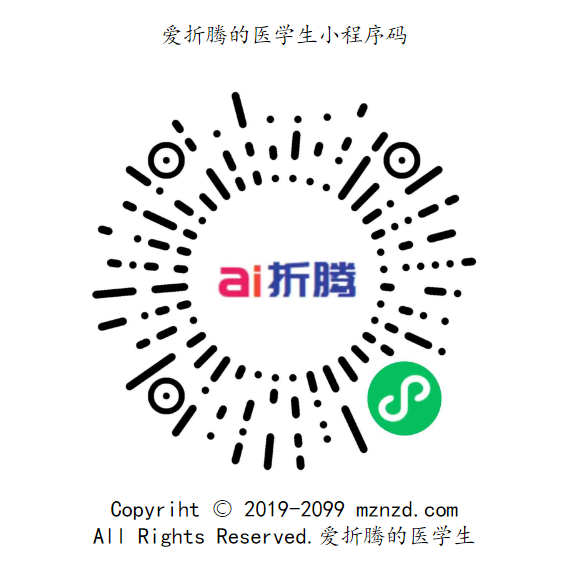 爱折腾的医学生小程序码
ai折腾
Copyriht © 2019-2099 mznzd.com
All Rights Reserved.爱折腾的医学生